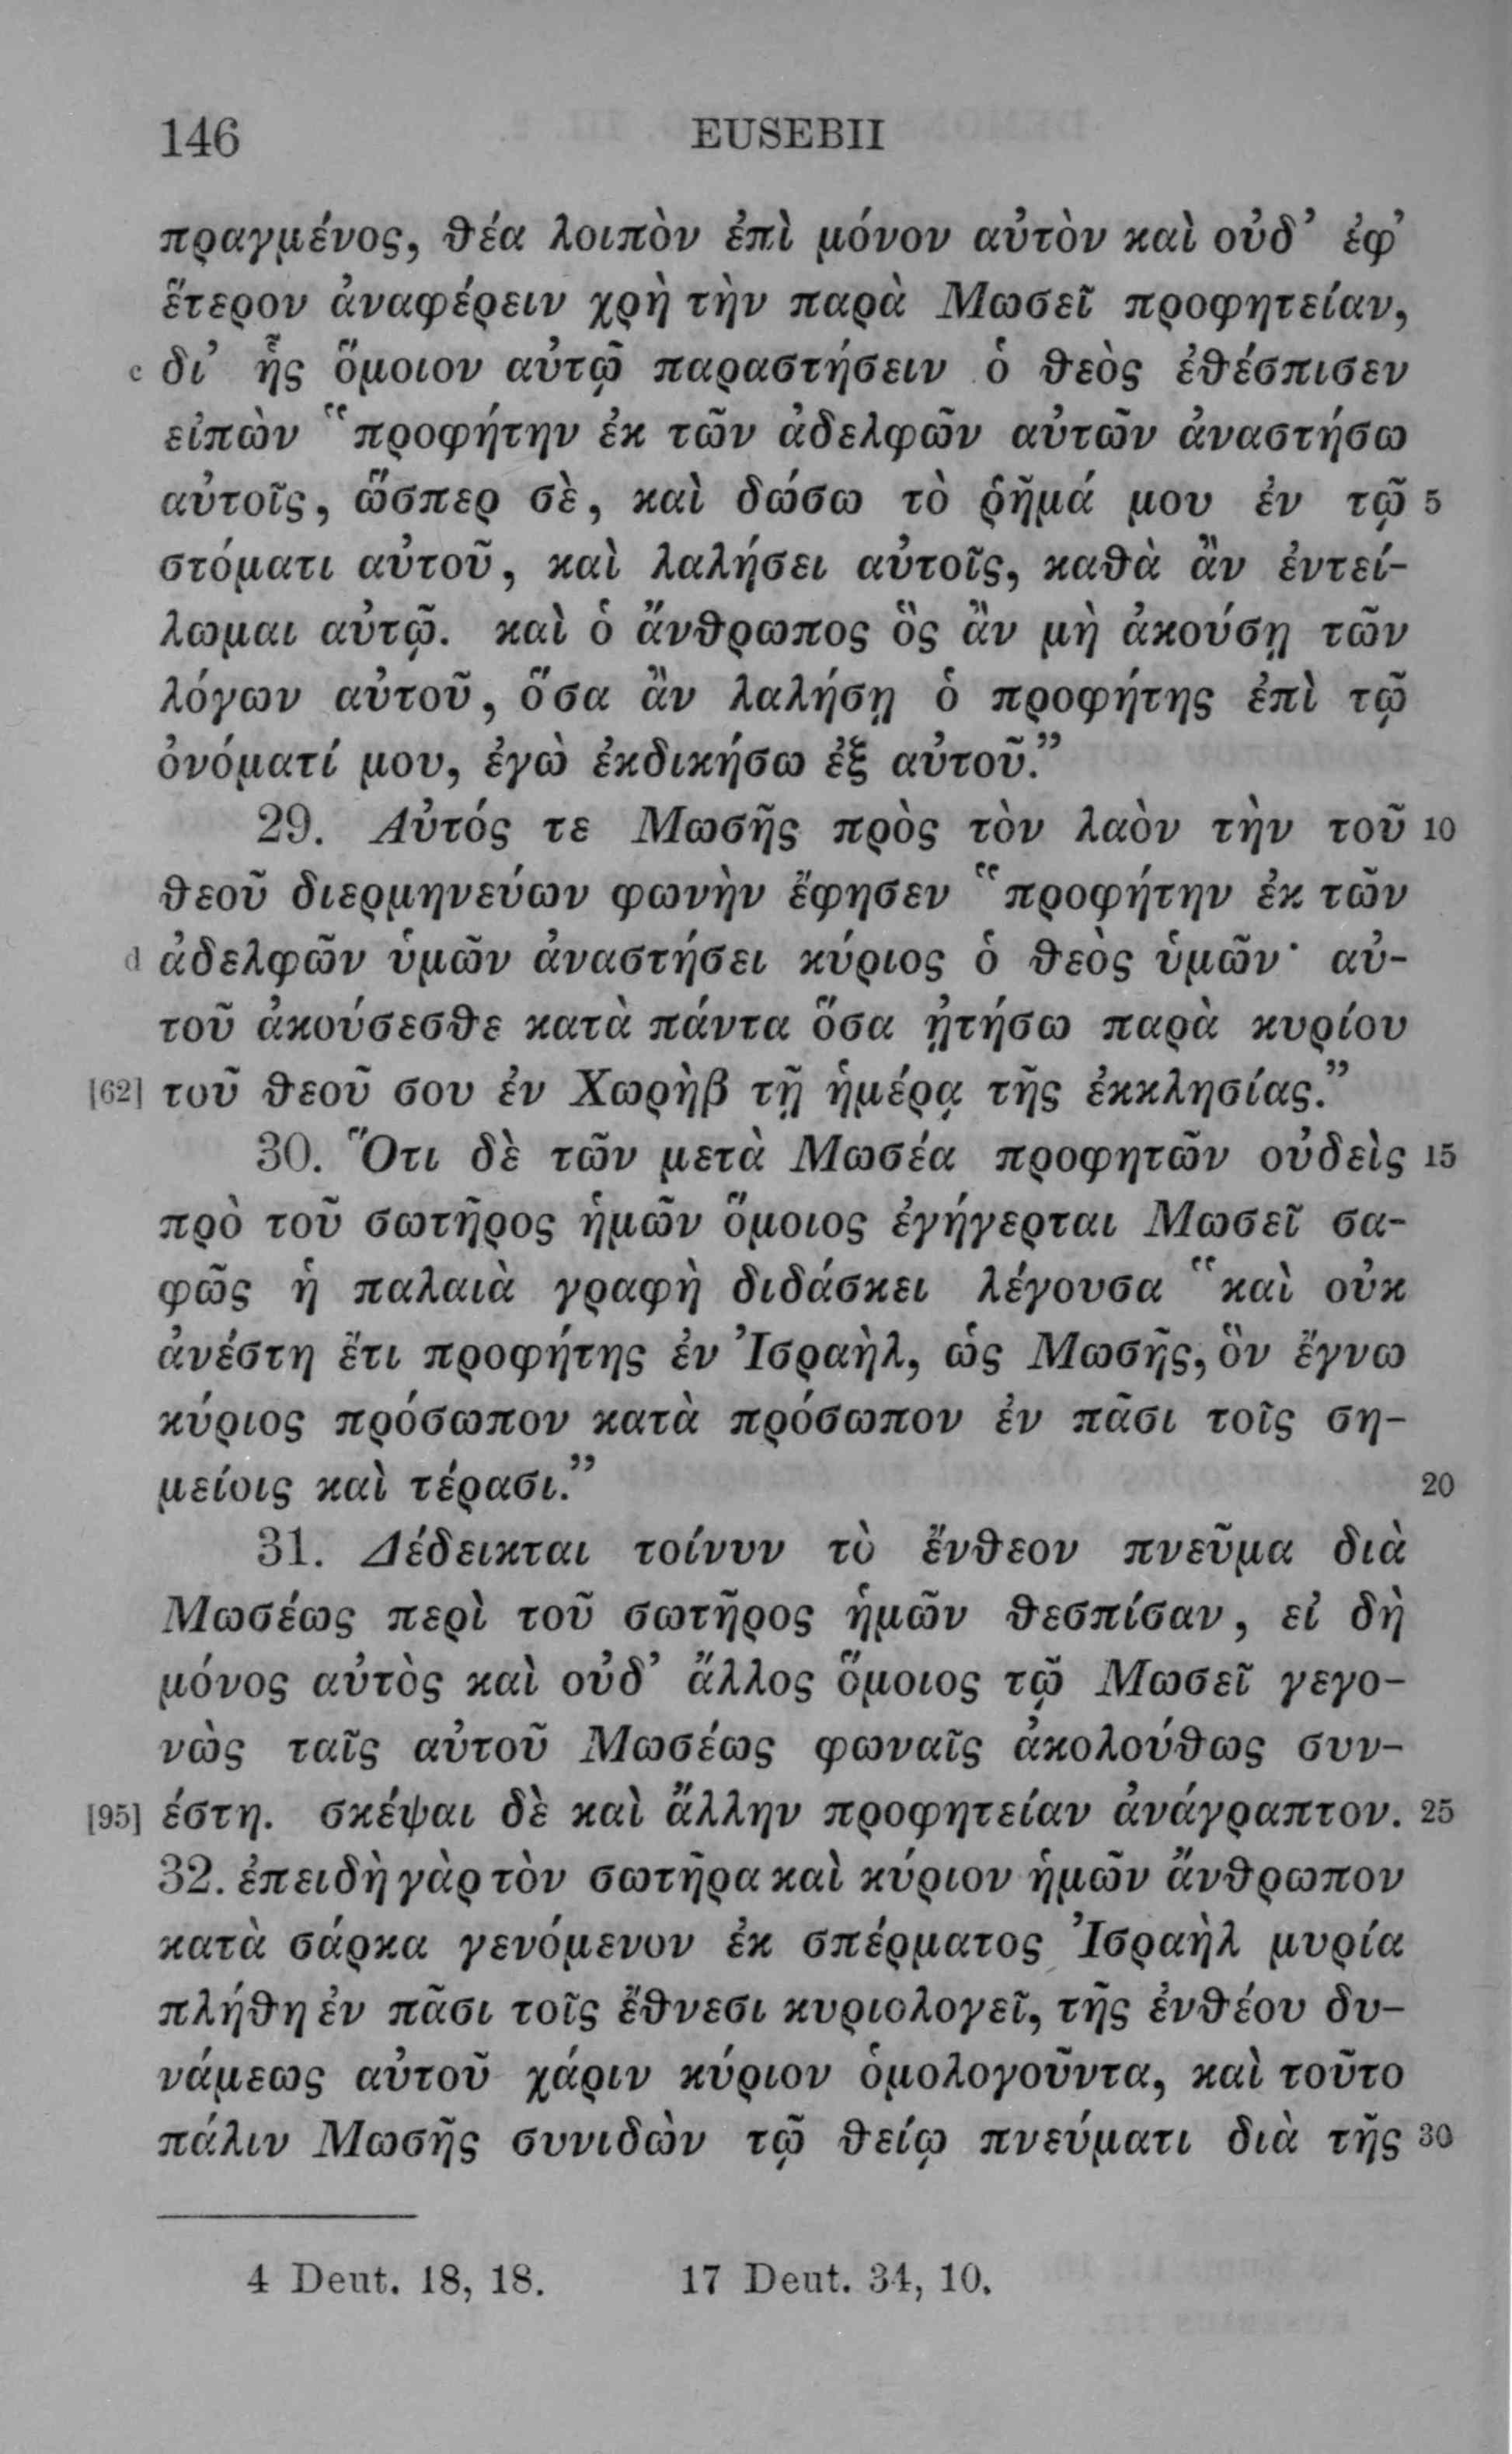 146 EUSEBII
πραγμένος, θέα λοιπὸν ἐπὶ μόνον αὐτὸν καὶ οὐδ’ ἐφ’
ἕτερον ἀναφέρειν χρὴ τὴν παρὰ Μωσεῖ προφητείαν,
c δι’ ἧς ὅμοιον αὐτῷ παραστήσειν ὁ θεὸς ἐθέσπισεν
εἰπὼν “προφήτην ἐκ τῶν ἀδελφῶν αὐτῶν ἀναστήσω
αὐτοῖς, ὥσπερ σὲ, καὶ δώσω τὸ ῥῆμά μου ἐν τῷ 5
στόματι αὐτοῦ, καὶ λαλήσει αὐτοῖς, καθὰ ἂν ἐντεί-
λωμαι αὐτῷ. καὶ ὁ ἄνθρωπος ὃς ἂν μὴ ἀκούσῃ τῶν
λόγων αὐτοῦ, ὅσα ἂν λαλήσῃ ὁ προφήτης ἐπὶ τῷ
ὀνόματί μου, ἐγὼ ἐκδικήσω ἐξ αὐτοῦ.”
29. Αὐτός τε Μωσῆς πρὸς τὸν λαὸν τὴν τοῦ 10
θεοῦ διερμηνεύων φωνὴν ἔφησεν “προφήτην ἐκ τῶν
d ἀδελφῶν ὑμῶν ἀναστήσει κύριος ὁ θεὸς ὑμῶν· αὐ-
τοῦ ἀκούσεσθε κατὰ πάντα ὅσα ᾐτήσω παρὰ κυρίου
[62] τοῦ θεοῦ σου ἐν Χωρὴβ τῇ ἡμέρᾳ τῆς ἐκκλησίας.”
30. Ὅτι δὲ τῶν μετὰ Μωσέα προφητῶν οὐδεὶς 15
πρὸ τοῦ σωτῆρος ἡμῶν ὅμοιος ἐγήγερται Μωσεῖ σα-
φῶς ἡ παλαιὰ γραφὴ διδάσκει λέγουσα “καὶ οὐκ
ἀνέστη ἔτι προφήτης ἐν Ἰσραὴλ, ὡς Μωσῆς, ὃν ἔγνω
κύριος πρόσωπον κατὰ πρόσωπον ἐν πᾶσι τοῖς ση-
μείοις καὶ τέρασι.” 20
31. Δέδεικται τοίνυν τὸ ἔνθεον πνεῦμα διὰ
Μωσέως περὶ τοῦ σωτῆρος ἡμῶν θεσπίσαν, εἰ δὴ
μόνος αὐτὸς καὶ οὐδ’ ἄλλος ὅμοιος τῷ Μωσεῖ γεγο-
νὼς ταῖς αὐτοῦ Μωσέως φωναῖς ἀκολούθως συν-
[95] έστη. σκέψαι δὲ καὶ ἄλλην προφητείαν ἀνάγραπτον. 25
32. ἐπειδὴ γὰρ τὸν σωτῆρα καὶ κύριον ἡμῶν ἄνθρωπον
κατὰ σάρκα γενόμενον ἐκ σπέρματος Ἰσραὴλ μυρία
πλήθη ἐν πᾶσι τοῖς ἔθνεσι κυριολογεῖ, τῆς ἐνθέου δυ-
νάμεως αὐτοῦ χάριν κύριον ὁμολογοῦντα, καὶ τοῦτο
πάλιν Μωσῆς συνιδὼν τῷ θείῳ πνεύματι διὰ τῆς 30
4 Deut. 18, 18. 17 Deut. 34, 10.